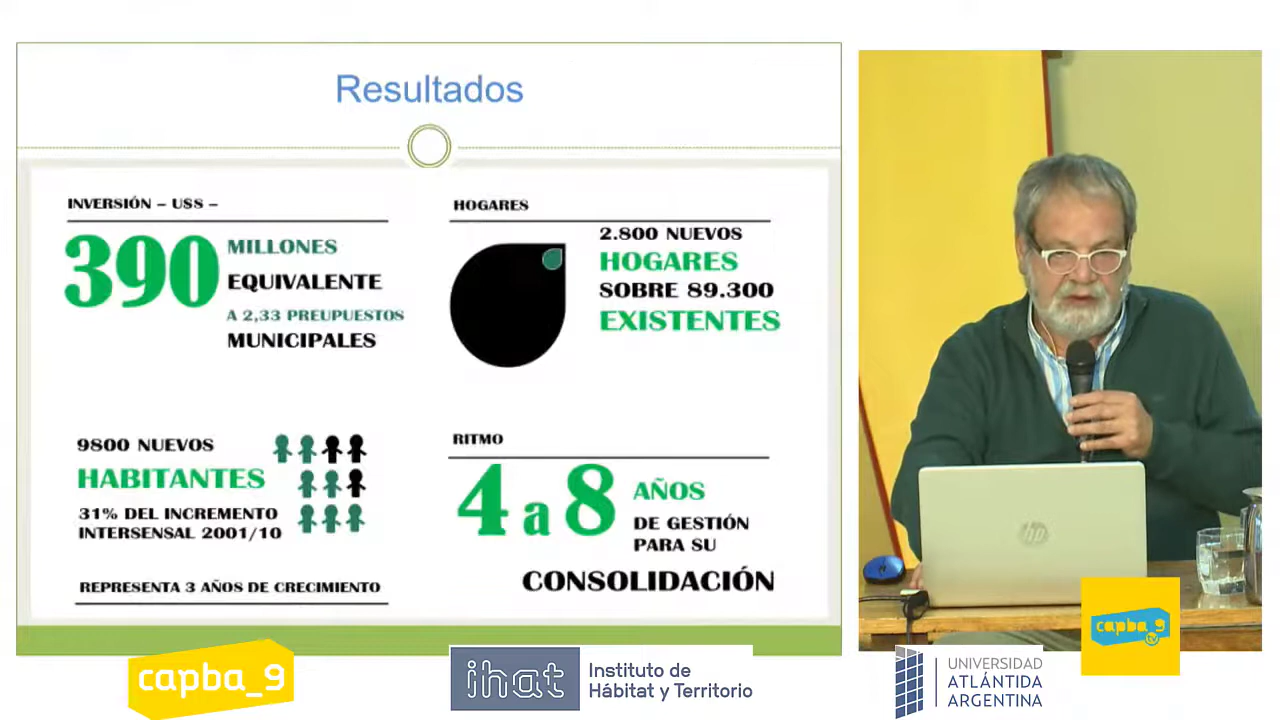 Resultados
INVERSIÓN – USS –
390 MILLONES
EQUIVALENTE
A 2,33 PREUPUESTOS
MUNICIPALES
HOGARES
2.800 NUEVOS
HOGARES
SOBRE 89.300
EXISTENTES
9800 NUEVOS
HABITANTES
31% DEL INCREMENTO
INTERSENSAL 2001/10
REPRESENTA 3 AÑOS DE CRECIMIENTO
RITMO
4 a 8 AÑOS
DE GESTIÓN
PARA SU
CONSOLIDACIÓN
hp
capba_9
tv
capba_9
ihat
Instituto de
Hábitat y Territorio
UNIVERSIDAD
ATLÁNTIDA
ARGENTINA